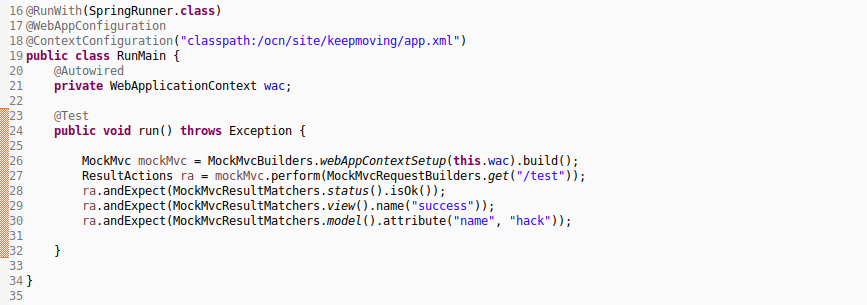 16 @RunWith(SpringRunner.class)
17 @WebAppConfiguration
18 @ContextConfiguration("classpath:/ocn/site/keepmoving/app.xml")
19 public class RunMain {
20     @Autowired
21     private WebApplicationContext wac;
22
23     @Test
24     public void run() throws Exception {
25
26         MockMvc mockMvc = MockMvcBuilders.webAppContextSetup(this.wac).build();
27         ResultActions ra = mockMvc.perform(MockMvcRequestBuilders.get("/test"));
28         ra.andExpect(MockMvcResultMatchers.status().isOk());
29         ra.andExpect(MockMvcResultMatchers.view().name("success"));
30         ra.andExpect(MockMvcResultMatchers.model().attribute("name", "hack"));
31
32     }
33
34 }
35